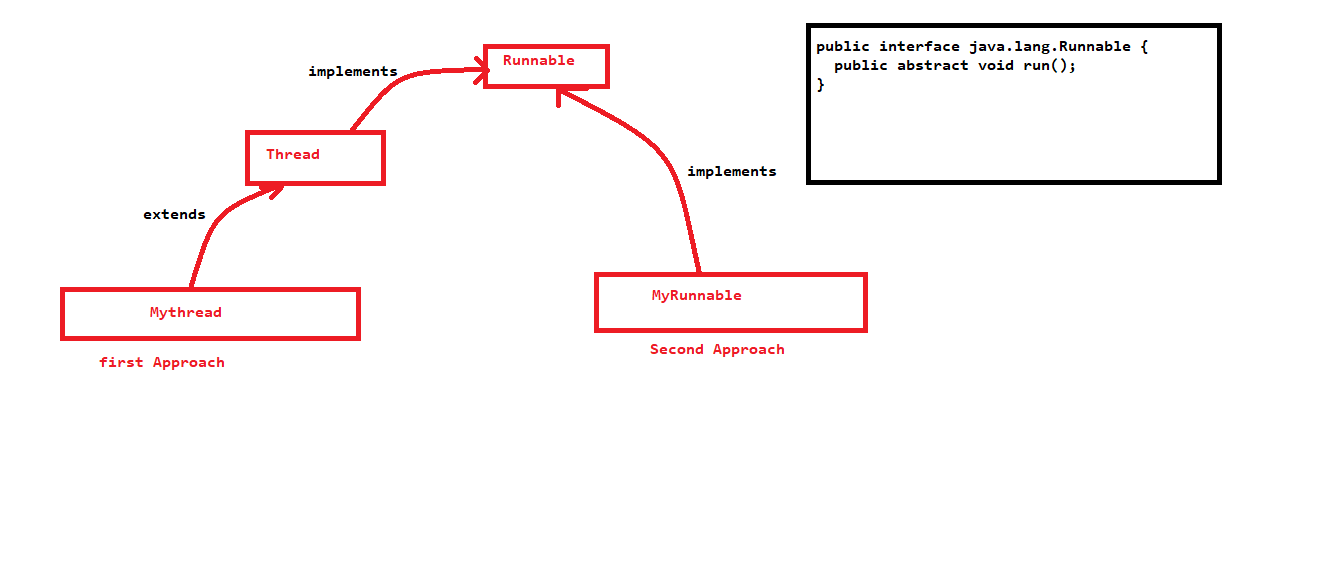 Runnable
implements
Thread
extends
Mythread
first Approach
implements
MyRunnable
Second Approach
public interface java.lang.Runnable {
  public abstract void run();
}